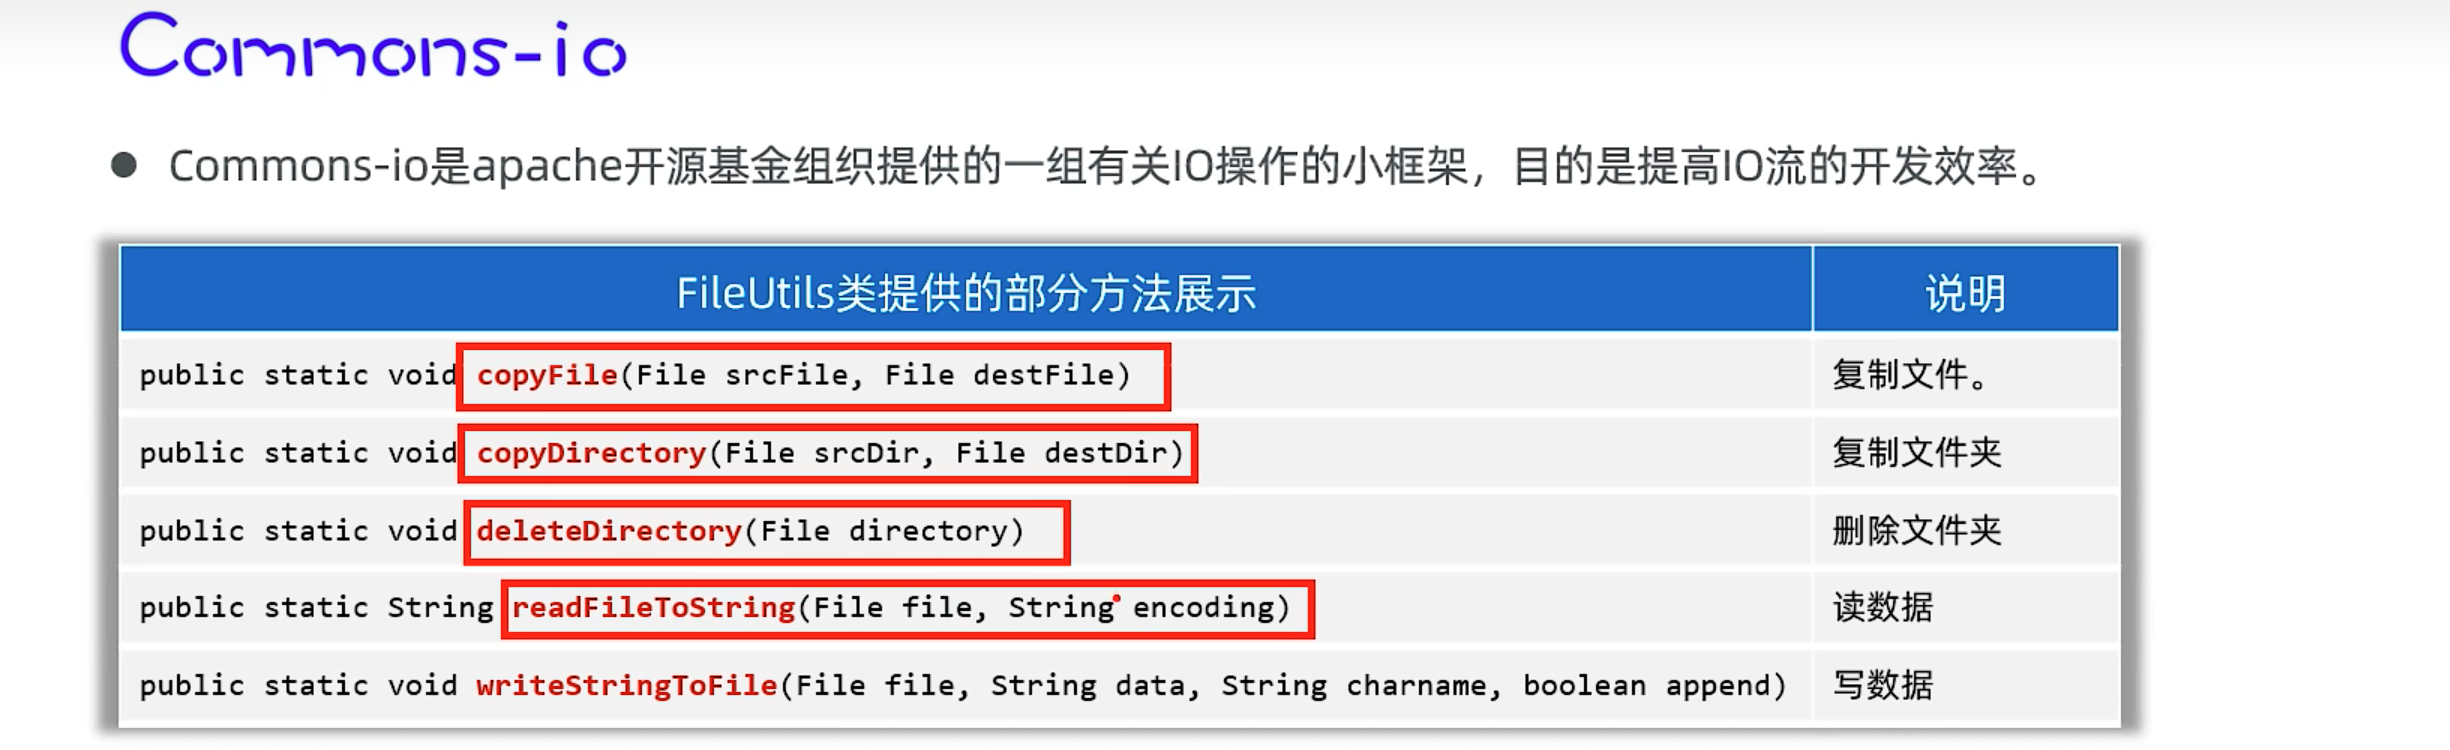 Commons-io
● Commons-io是apache开源基金组织提供的一组有关IO操作的小框架，目的是提高IO流的开发效率。
FileUtils类提供的部分方法展示 说明
public static void copyFile(File srcFile, File destFile) 复制文件。
public static void copyDirectory(File srcDir, File destDir) 复制文件夹
public static void deleteDirectory(File directory) 删除文件夹
public static String readFileToString(File file, String encoding) 读数据
public static void writeStringToFile(File file, String data, String charname, boolean append) 写数据